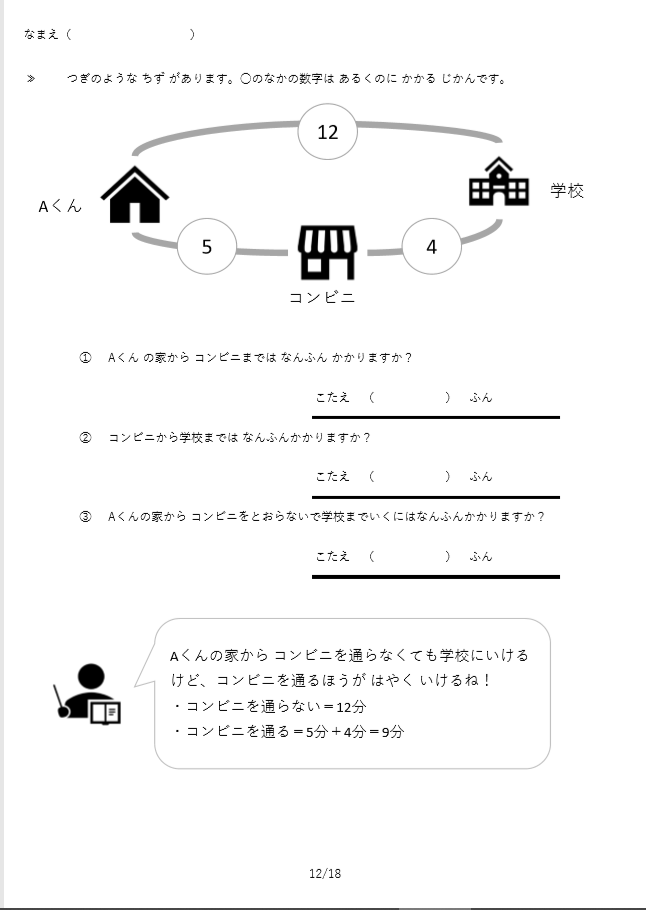 なまえ（　　　　　　　　　　）
≫　つぎのような ちず があります。〇のなかの数字は あるくのに かかる じかんです。
12
Aくん
学校
5
4
コンビニ
①　Aくん の家から コンビニまでは なんふん かかりますか？
こたえ　（　　　　　　）　ふん
②　コンビニから学校までは なんふんかかりますか？
こたえ　（　　　　　　）　ふん
③　Aくんの家から コンビニをとおらないで学校までいくにはなんふんかかりますか？
こたえ　（　　　　　　）　ふん
Aくんの家から コンビニを通らなくても学校にいける
けど、コンビニを通るほうが はやく いけるね！
・コンビニを通らない＝12分
・コンビニを通る＝5分＋4分＝9分
12/18